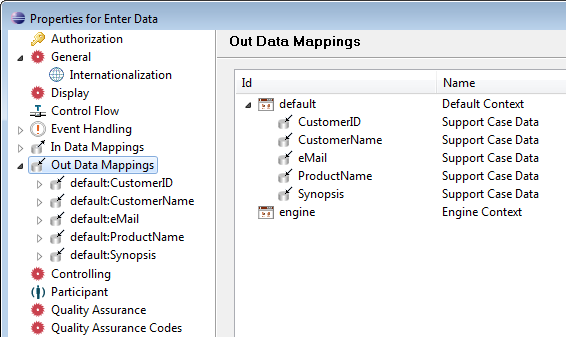 Properties for Enter Data
Authorization
General
Internationalization
Display
Control Flow
Event Handling
In Data Mappings
Out Data Mappings
default:CustomerID
default:CustomerName
default:eMail
default:ProductName
default:Synopsis
Controlling
Participant
Quality Assurance
Quality Assurance Codes
Out Data Mappings
Id Name
default Default Context
CustomerID Support Case Data
CustomerName Support Case Data
eMail Support Case Data
ProductName Support Case Data
Synopsis Support Case Data
engine Engine Context